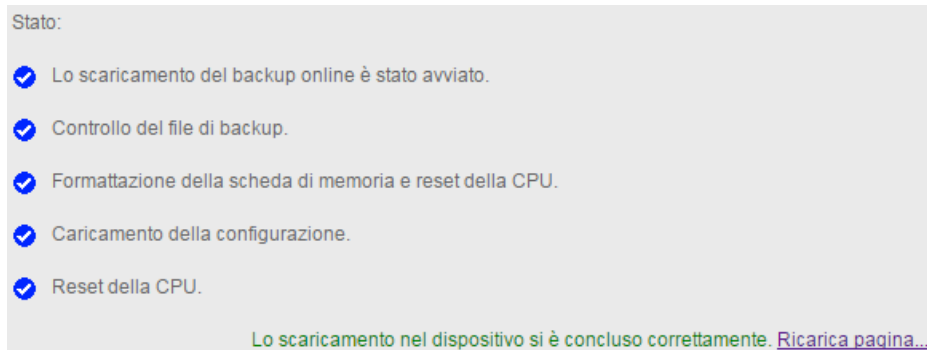 Stato:
Lo scaricamento del backup online è stato avviato.
Controllo del file di backup.
Formattazione della scheda di memoria e reset della CPU.
Caricamento della configurazione.
Reset della CPU.
Lo scaricamento nel dispositivo si è concluso correttamente. Ricarica pagina...